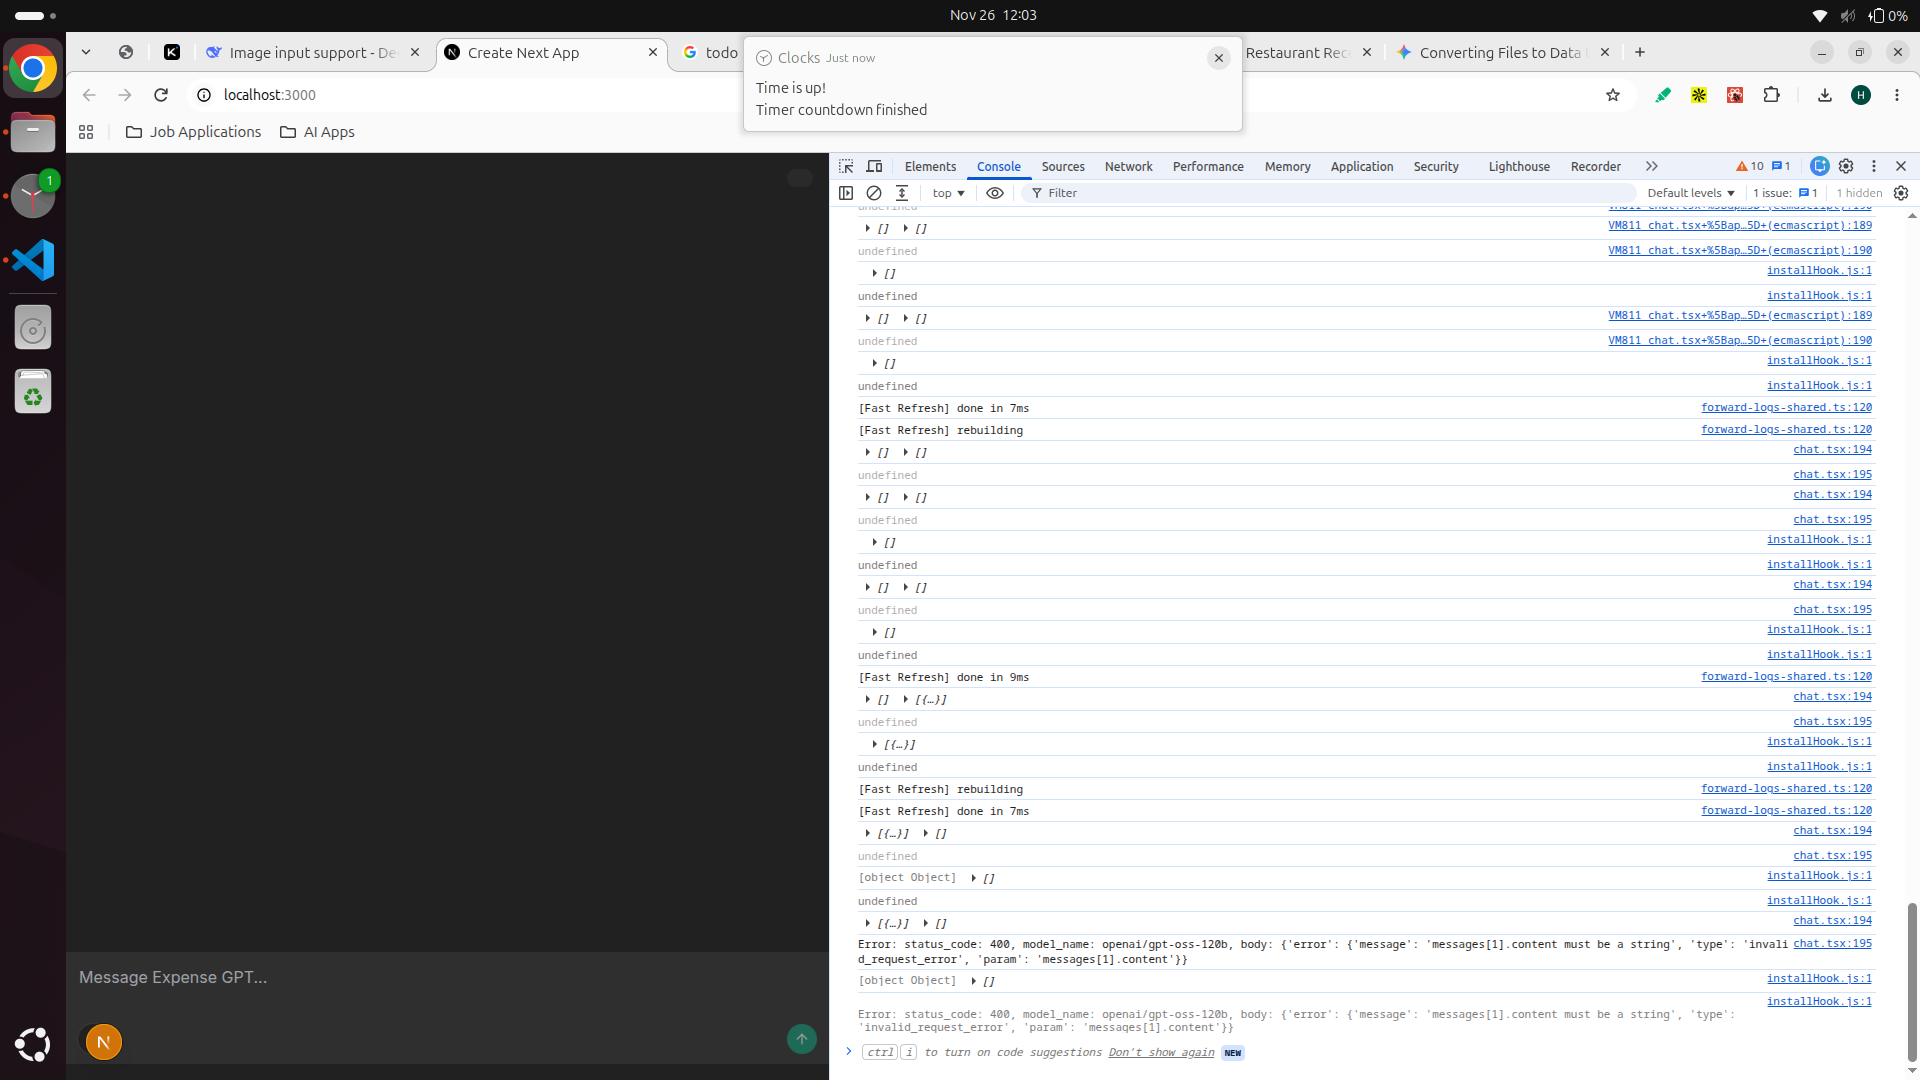 Nov 26 12:03
0%
Image input support - De
Create Next App
todo
Restaurant Rec
Converting Files to Data
Clocks Just now
Time is up!
Timer countdown finished
localhost:3000
H
Job Applications
AI Apps
1
Elements Console Sources Network Performance Memory Application Security Lighthouse Recorder 10 1
top Filter Default levels 1 issue: 1 1 hidden
undefined
[] [] VM811 chat.tsx+%5Bap…5D+(ecmascript):189
undefined VM811 chat.tsx+%5Bap…5D+(ecmascript):190
[] installHook.js:1
undefined installHook.js:1
[] [] VM811 chat.tsx+%5Bap…5D+(ecmascript):189
undefined VM811 chat.tsx+%5Bap…5D+(ecmascript):190
[] installHook.js:1
undefined installHook.js:1
[Fast Refresh] done in 7ms forward-logs-shared.ts:120
[Fast Refresh] rebuilding forward-logs-shared.ts:120
[] [] chat.tsx:194
undefined chat.tsx:195
[] [] chat.tsx:194
undefined chat.tsx:195
[] installHook.js:1
undefined installHook.js:1
[] [] chat.tsx:194
undefined chat.tsx:195
[] installHook.js:1
undefined installHook.js:1
[Fast Refresh] done in 9ms forward-logs-shared.ts:120
[] [{…}] chat.tsx:194
undefined chat.tsx:195
[{…}] installHook.js:1
undefined installHook.js:1
[Fast Refresh] rebuilding forward-logs-shared.ts:120
[Fast Refresh] done in 7ms forward-logs-shared.ts:120
[{…}] [] chat.tsx:194
undefined chat.tsx:195
[object Object] [] installHook.js:1
undefined installHook.js:1
[{…}] [] chat.tsx:194
Error: status_code: 400, model_name: openai/gpt-oss-120b, body: {'error': {'message': 'messages[1].content must be a string', 'type': 'invali chat.tsx:195
d_request_error', 'param': 'messages[1].content'}}
[object Object] [] installHook.js:1
installHook.js:1
Error: status_code: 400, model_name: openai/gpt-oss-120b, body: {'error': {'message': 'messages[1].content must be a string', 'type':
'invalid_request_error', 'param': 'messages[1].content'}}
ctrl i to turn on code suggestions Don't show again NEW
Message Expense GPT...
N